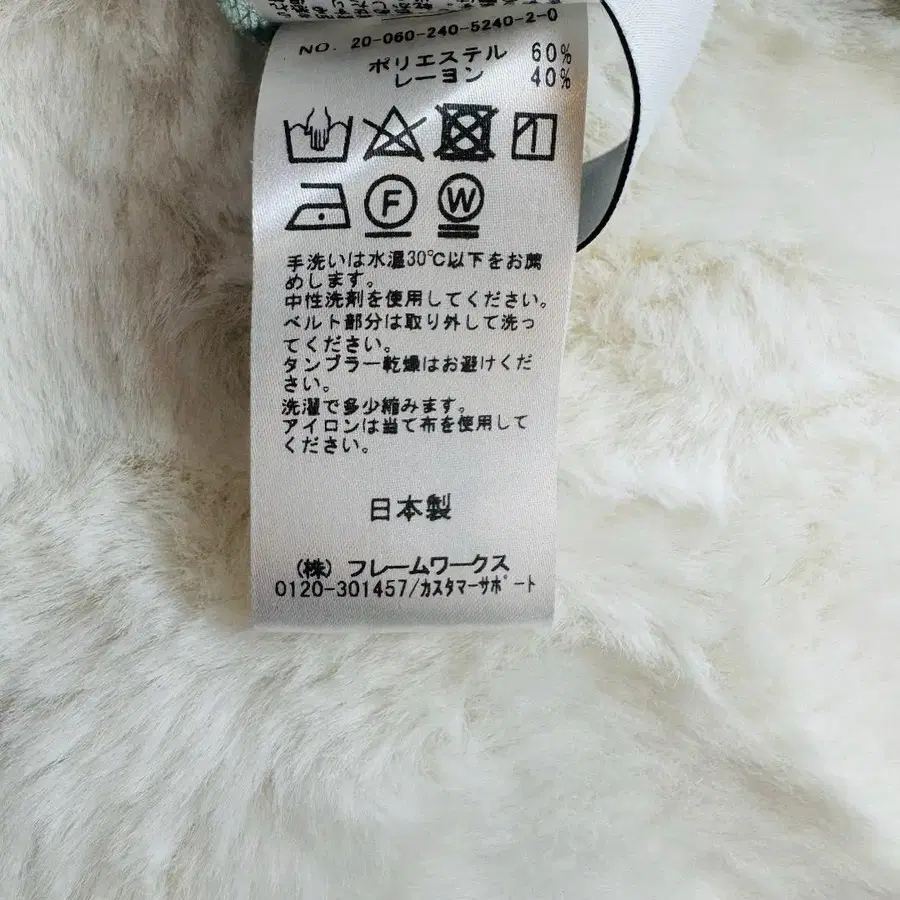 NO. 20-060-240-5240-2-0
ポリエステル 60%
レーヨン 40%
F W
手洗いは水温30℃以下をお薦
めします。
中性洗剤を使用してください。
ベルト部分は取り外して洗っ
てください。
タンブラー乾燥はお避けくだ
さい。
洗濯で多少縮みます。
アイロンは当て布を使用して
ください。
日本製
(株) フレームワークス
0120-301457/カスタマーサポート